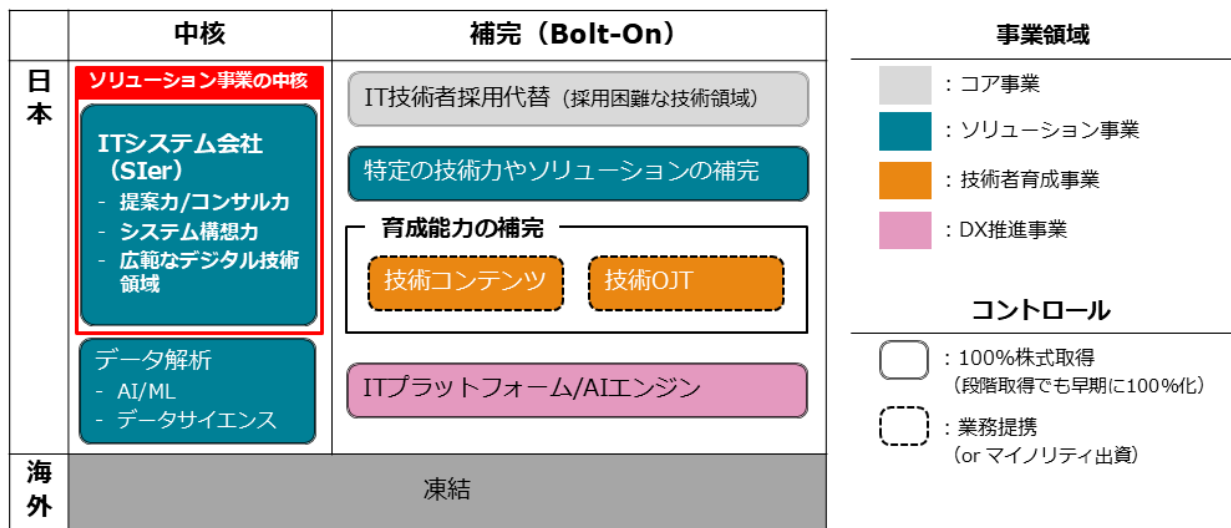 中核
補完（Bolt-On）
日本
ソリューション事業の中核
ITシステム会社
（SIer）
- 提案力/コンサル力
- システム構想力
- 広範なデジタル技術
領域
データ解析
- AI/ML
- データサイエンス
IT技術者採用代替（採用困難な技術領域）
特定の技術力やソリューションの補完
育成能力の補完
技術コンテンツ
技術OJT
ITプラットフォーム/AIエンジン
海外
凍結
事業領域
：コア事業
：ソリューション事業
：技術者育成事業
：DX推進事業
コントロール
：100%株式取得
（段階取得でも早期に100%化）
：業務提携
（or マイノリティ出資）